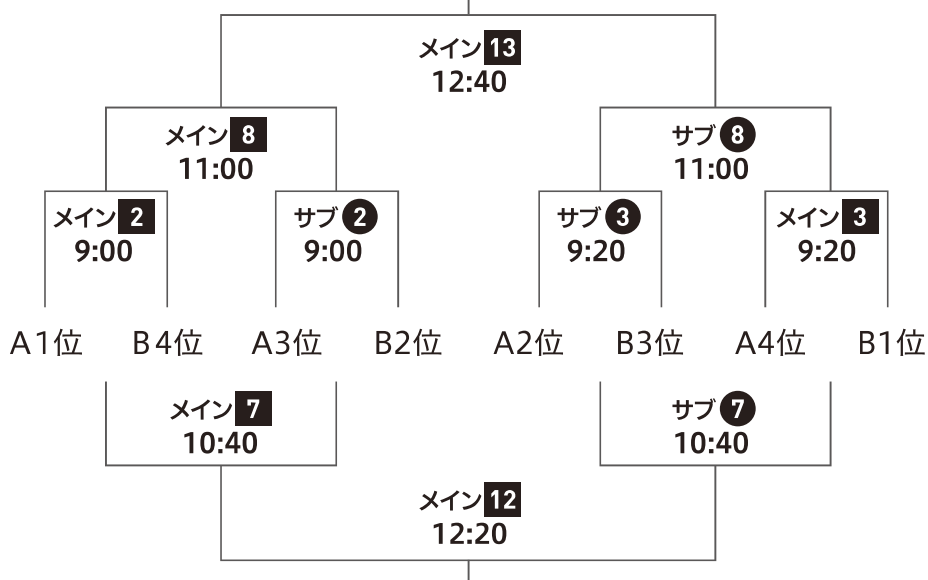 メイン 13
12:40
メイン 8
11:00
サブ 8
11:00
メイン 2
9:00
サブ 2
9:00
サブ 3
9:20
メイン 3
9:20
A1位 B4位 A3位 B2位 A2位 B3位 A4位 B1位
メイン 7
10:40
サブ 7
10:40
メイン 12
12:20